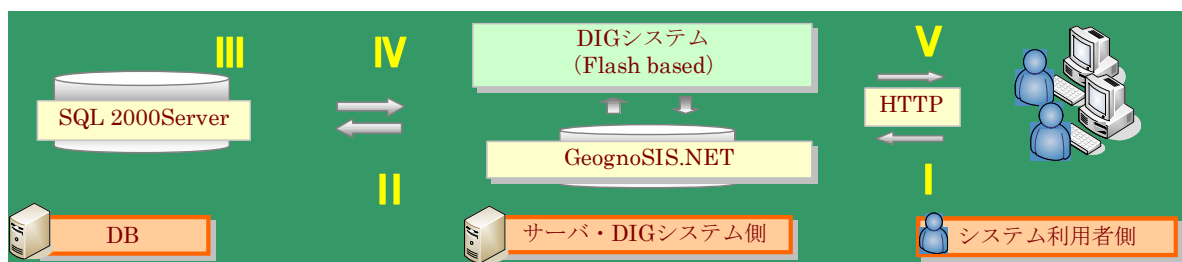 Ⅲ
Ⅳ
DIGシステム
(Flash based)
Ⅴ
SQL 2000Server
HTTP
GeognoSIS.NET
Ⅱ
Ⅰ
DB
サーバ・DIGシステム側
システム利用者側